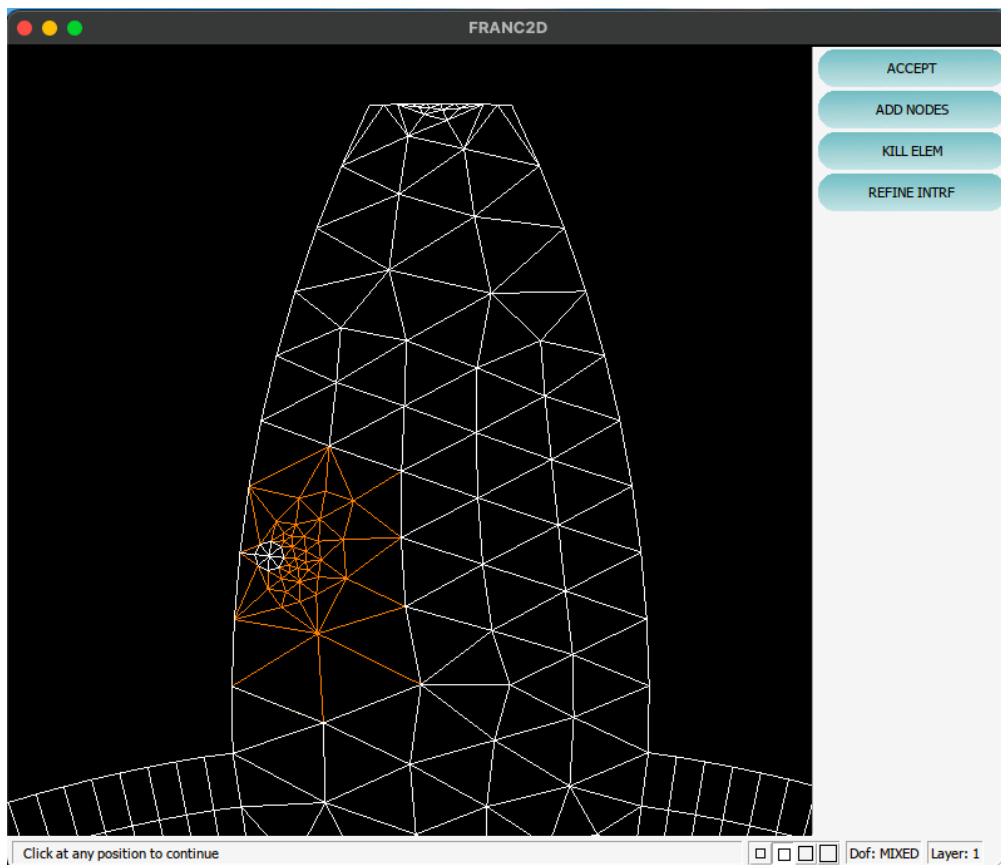 FRANC2D
ACCEPT
ADD NODES
KILL ELEM
REFINE INTRF
Click at any position to continue
Dof: MIXED
Layer: 1